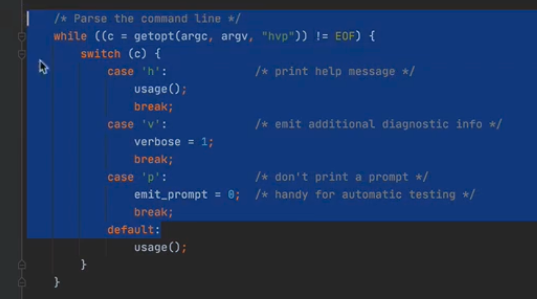 /* Parse the command line */
while ((c = getopt(argc, argv, "hvp")) != EOF) {
switch (c) {
case 'h': /* print help message */
usage();
break;
case 'v': /* emit additional diagnostic info */
verbose = 1;
break;
case 'p': /* don't print a prompt */
emit_prompt = 0; /* handy for automatic testing */
break;
default:
usage();
}
}